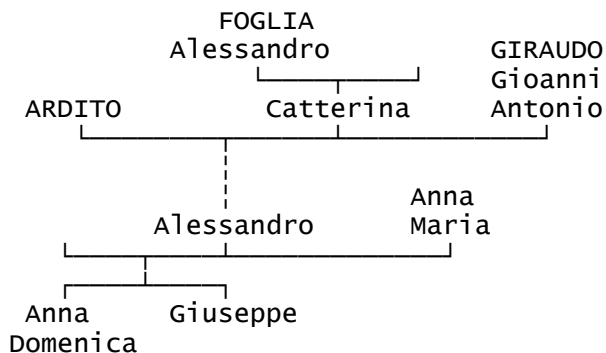 FOGLIA
Alessandro
GIRAUDO
Gioanni
Antonio
ARDITO
Catterina
Anna
Maria
Alessandro
Anna
Domenica
Giuseppe